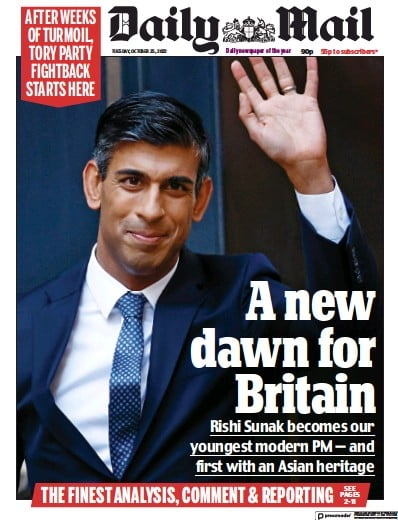 AFTER WEEKS
OF TURMOIL,
TORY PARTY
FIGHTBACK
STARTS HERE
Daily Mail
TUESDAY, OCTOBER 25, 2022
Daily newspaper of the year
90p
55p to subscribers*
A new
dawn for
Britain
Rishi Sunak becomes our
youngest modern PM — and
first with an Asian heritage
THE FINEST ANALYSIS, COMMENT & REPORTING
SEE
PAGES
2-11
pressreader